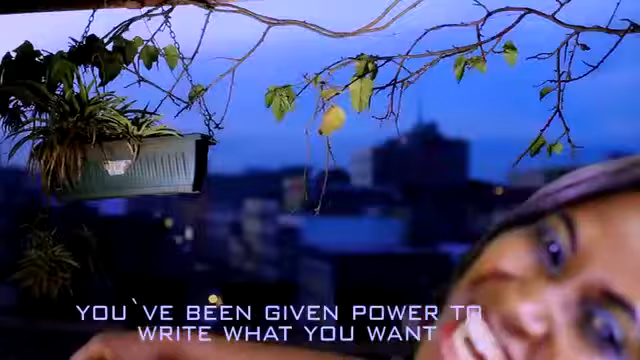 YOU`VE BEEN GIVEN POWER TO
WRITE WHAT YOU WANT